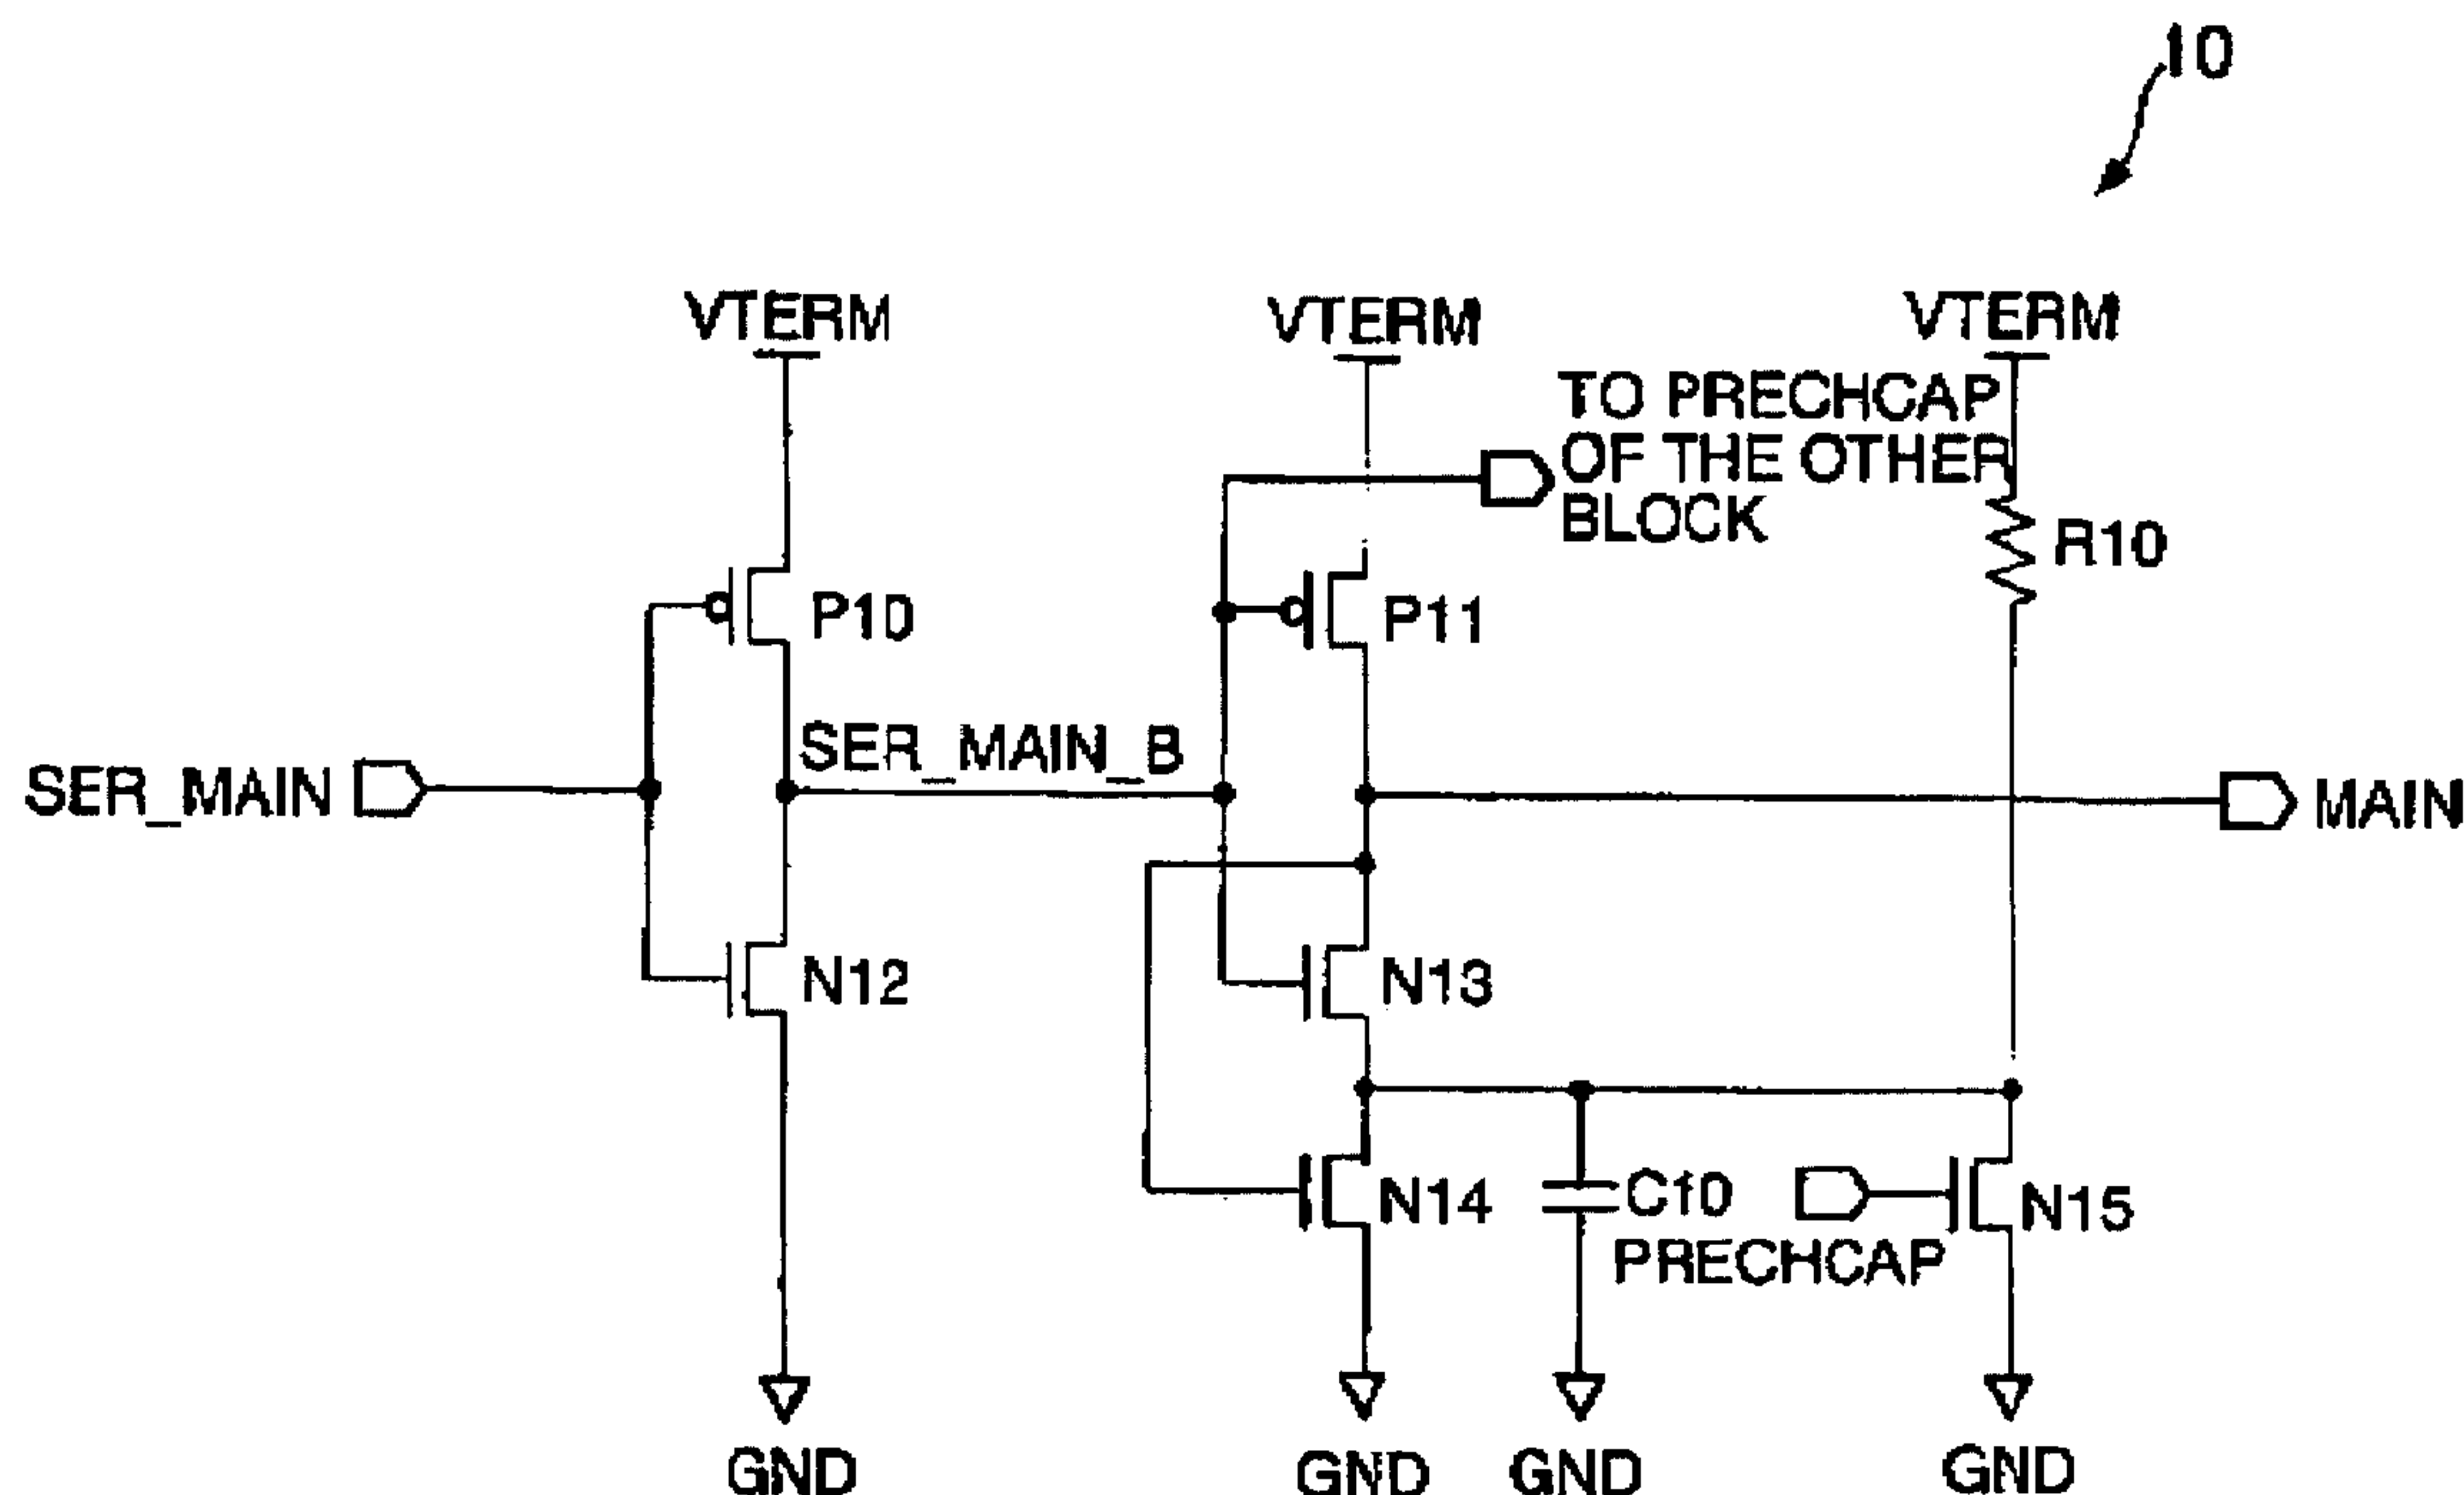 10
VTERM
VTERM
VTERM
TO PRECHCAP
OF THE OTHER
BLOCK
R10
P10
P11
SER_MAIN_B
SER_MAIN
MAIN
N12
N13
N14
C10
N15
PRECHCAP
GND
GND
GND
GND